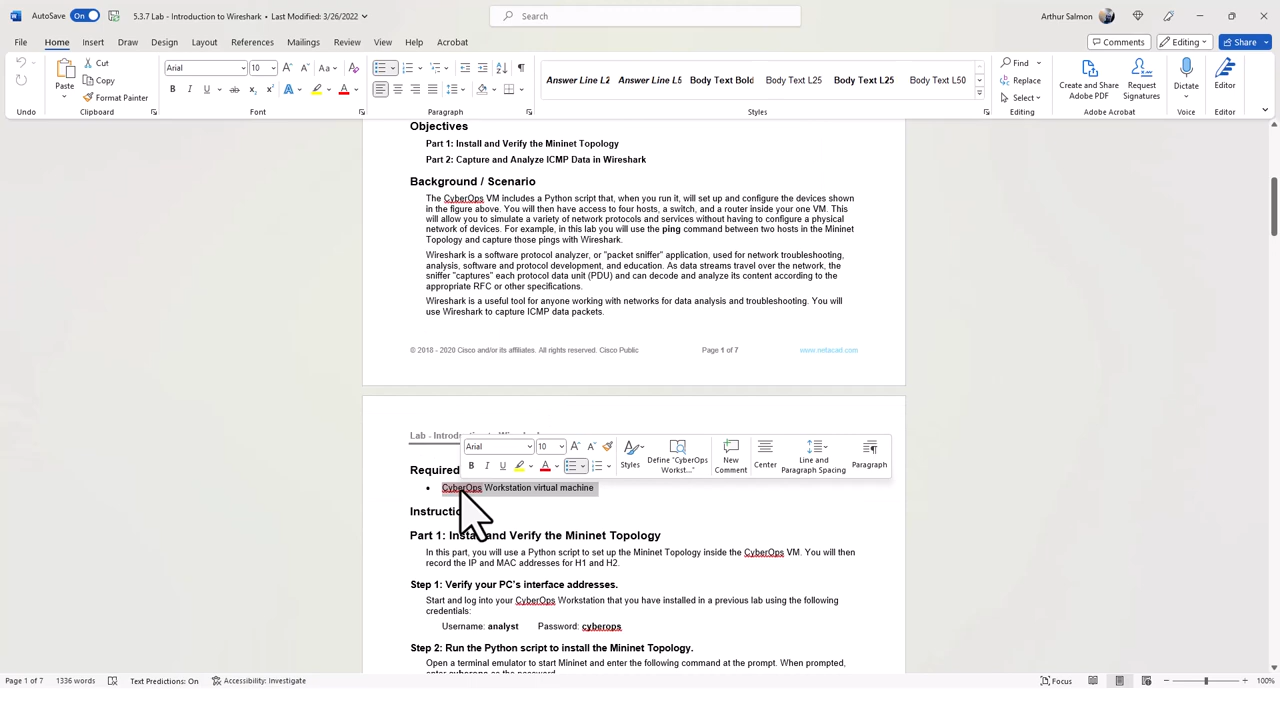 AutoSave On 5.3.7 Lab - Introduction to Wireshark • Last Modified: 3/26/2022 Search Arthur Salmon
File Home Insert Draw Design Layout References Mailings Review View Help Acrobat Comments Editing Share
Paste Cut Copy Format Painter
Arial 10
Answer Line L2 Answer Line L5 Body Text Bold Body Text L25 Body Text L25 Body Text L50
Find Replace Select
Create and Share Adobe PDF Request Signatures Dictate Editor
Undo Clipboard Font Paragraph Styles Editing Adobe Acrobat Voice Editor
Objectives
Part 1: Install and Verify the Mininet Topology
Part 2: Capture and Analyze ICMP Data in Wireshark
Background / Scenario
The CyberOps VM includes a Python script that, when you run it, will set up and configure the devices shown
in the figure above. You will then have access to four hosts, a switch, and a router inside your one VM. This
will allow you to simulate a variety of network protocols and services without having to configure a physical
network of devices. For example, in this lab you will use the ping command between two hosts in the Mininet
Topology and capture those pings with Wireshark.
Wireshark is a software protocol analyzer, or "packet sniffer" application, used for network troubleshooting,
analysis, software and protocol development, and education. As data streams travel over the network, the
sniffer "captures" each protocol data unit (PDU) and can decode and analyze its content according to the
appropriate RFC or other specifications.
Wireshark is a useful tool for anyone working with networks for data analysis and troubleshooting. You will
use Wireshark to capture ICMP data packets.
© 2018 - 2020 Cisco and/or its affiliates. All rights reserved. Cisco Public Page 1 of 7 www.netacad.com
Lab -
Arial 10
Styles Define "CyberOps Workst..." New Comment Center Line and Paragraph Spacing Paragraph
Required
• CyberOps Workstation virtual machine
Part 1: Install and Verify the Mininet Topology
In this part, you will use a Python script to set up the Mininet Topology inside the CyberOps VM. You will then
record the IP and MAC addresses for H1 and H2.
Step 1: Verify your PC's interface addresses.
Start and log into your CyberOps Workstation that you have installed in a previous lab using the following
credentials:
Username: analyst Password: cyberops
Step 2: Run the Python script to install the Mininet Topology.
Open a terminal emulator to start Mininet and enter the following command at the prompt. When prompted,
enter cyberops as the password.
Page 1 of 7 1336 words Text Predictions: On Accessibility: Investigate Focus 100%